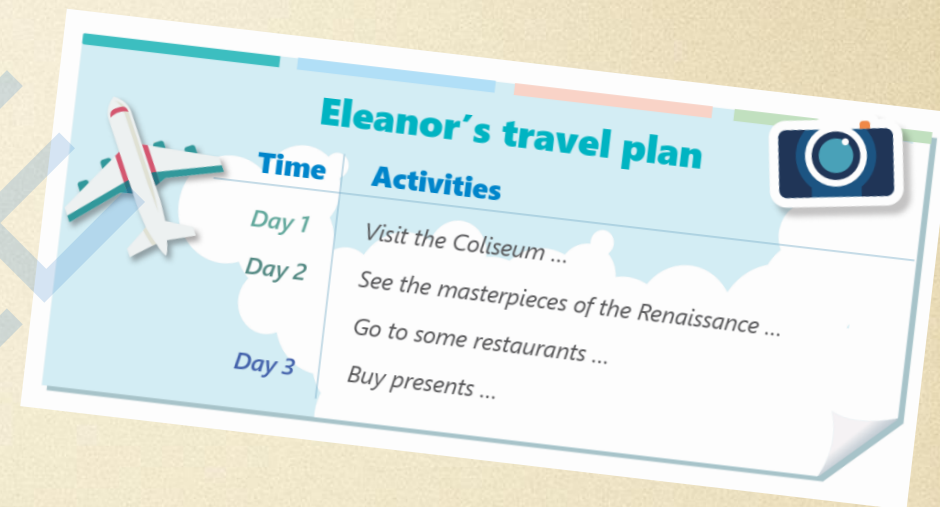 Eleanor's travel plan
Time Activities
Day 1 Visit the Coliseum ...
Day 2 See the masterpieces of the Renaissance ...
Go to some restaurants ...
Day 3 Buy presents ...